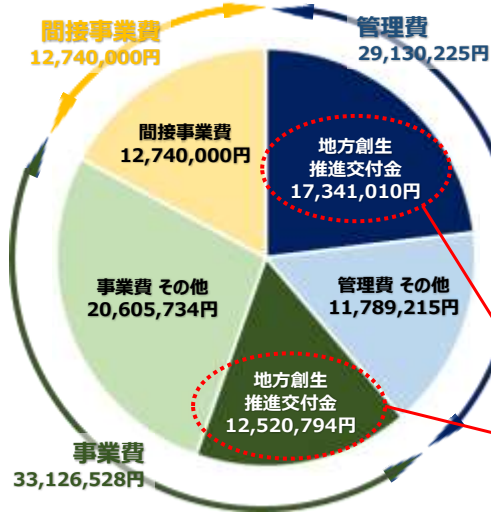 間接事業費
12,740,000円
管理費
29,130,225円
間接事業費
12,740,000円
地方創生
推進交付金
17,341,010円
事業費 その他
20,605,734円
管理費 その他
11,789,215円
地方創生
推進交付金
12,520,794円
事業費
33,126,528円